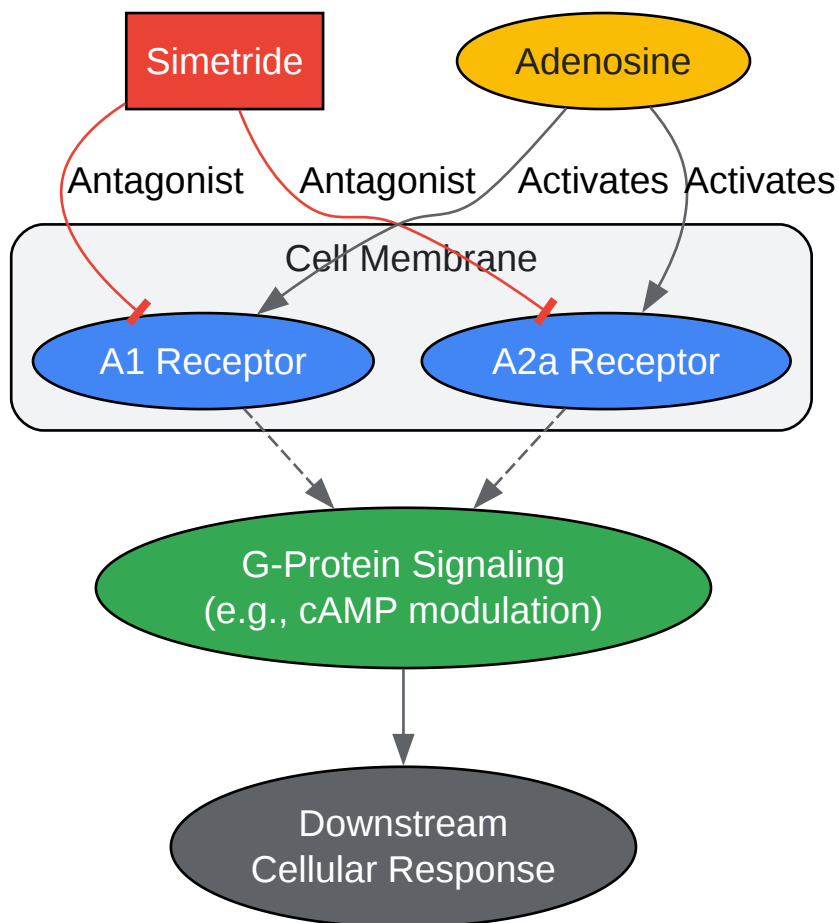 Simetride
Adenosine
Antagonist
Antagonist
Activates
Activates
Cell Membrane
A1 Receptor
A2a Receptor
G-Protein Signaling
(e.g., cAMP modulation)
Downstream
Cellular Response